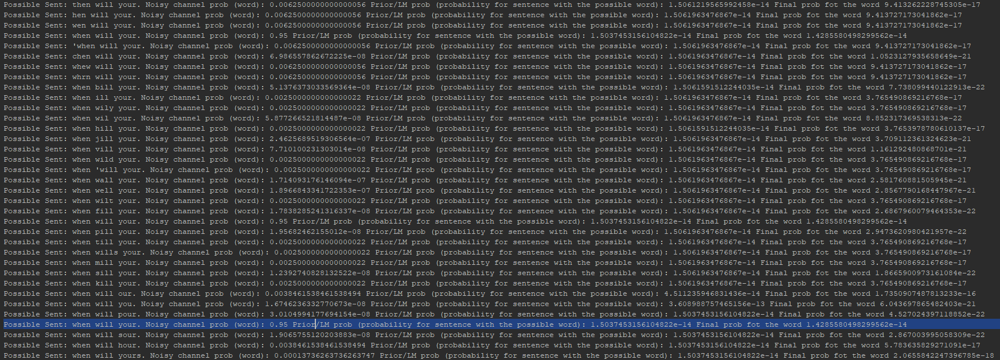 Possible Sent: then will your. Noisy channel prob (word): 0.0062500000000000056 Prior/LM prob (probability for sentence with the possible word): 1.5061219565992458e-14 Final prob fot the word 9.413262228745305e-17
Possible Sent: hen will your. Noisy channel prob (word): 0.0062500000000000056 Prior/LM prob (probability for sentence with the possible word): 1.5061963476867e-14 Final prob fot the word 9.413727173041862e-17
Possible Sent: wen will your. Noisy channel prob (word): 0.0062500000000000056 Prior/LM prob (probability for sentence with the possible word): 1.5061963476867e-14 Final prob fot the word 9.413727173041862e-17
Possible Sent: when will your. Noisy channel prob (word): 0.95 Prior/LM prob (probability for sentence with the possible word): 1.5037453156104822e-14 Final prob fot the word 1.4285580498299562e-14
Possible Sent: 'when will your. Noisy channel prob (word): 0.0062500000000000056 Prior/LM prob (probability for sentence with the possible word): 1.5061963476867e-14 Final prob fot the word 9.413727173041862e-17
Possible Sent: chen will your. Noisy channel prob (word): 6.986557862672225e-08 Prior/LM prob (probability for sentence with the possible word): 1.5061963476867e-14 Final prob fot the word 1.0523127935658649e-21
Possible Sent: whew will your. Noisy channel prob (word): 0.0062500000000000056 Prior/LM prob (probability for sentence with the possible word): 1.5061963476867e-14 Final prob fot the word 9.413727173041862e-17
Possible Sent: whrn will your. Noisy channel prob (word): 0.0062500000000000056 Prior/LM prob (probability for sentence with the possible word): 1.5061963476867e-14 Final prob fot the word 9.413727173041862e-17
Possible Sent: when bill your. Noisy channel prob (word): 5.1376373033569364e-08 Prior/LM prob (probability for sentence with the possible word): 1.5061591512244035e-14 Final prob fot the word 7.738099440122913e-22
Possible Sent: when ill your. Noisy channel prob (word): 0.0025000000000000022 Prior/LM prob (probability for sentence with the possible word): 1.5061963476867e-14 Final prob fot the word 3.765490869216768e-17
Possible Sent: when wily your. Noisy channel prob (word): 0.0025000000000000022 Prior/LM prob (probability for sentence with the possible word): 1.5061963476867e-14 Final prob fot the word 3.765490869216768e-17
Possible Sent: when wil your. Noisy channel prob (word): 5.877266521814487e-08 Prior/LM prob (probability for sentence with the possible word): 1.5061963476867e-14 Final prob fot the word 8.852317369538313e-22
Possible Sent: when hill your. Noisy channel prob (word): 0.0025000000000000022 Prior/LM prob (probability for sentence with the possible word): 1.5061591512244035e-14 Final prob fot the word 3.7653978780610137e-17
Possible Sent: when jill your. Noisy channel prob (word): 2.4625689519306564e-07 Prior/LM prob (probability for sentence with the possible word): 1.5061963476867e-14 Final prob fot the word 3.709112361324623e-21
Possible Sent: when vill your. Noisy channel prob (word): 7.710100231303014e-08 Prior/LM prob (probability for sentence with the possible word): 1.5061963476867e-14 Final prob fot the word 1.161292480868701e-21
Possible Sent: when wild your. Noisy channel prob (word): 0.0025000000000000022 Prior/LM prob (probability for sentence with the possible word): 1.5061963476867e-14 Final prob fot the word 3.765490869216768e-17
Possible Sent: when 'will your. Noisy channel prob (word): 0.0025000000000000022 Prior/LM prob (probability for sentence with the possible word): 1.5061963476867e-14 Final prob fot the word 3.765490869216768e-17
Possible Sent: when wall your. Noisy channel prob (word): 1.714093176146094e-07 Prior/LM prob (probability for sentence with the possible word): 1.5061963476867e-14 Final prob fot the word 2.581760881505945e-21
Possible Sent: when well your. Noisy channel prob (word): 1.8966843341722353e-07 Prior/LM prob (probability for sentence with the possible word): 1.5061963476867e-14 Final prob fot the word 2.8567790168447967e-21
Possible Sent: when wilt your. Noisy channel prob (word): 0.0025000000000000022 Prior/LM prob (probability for sentence with the possible word): 1.5061963476867e-14 Final prob fot the word 3.765490869216768e-17
Possible Sent: when fill your. Noisy channel prob (word): 1.7838285241316337e-08 Prior/LM prob (probability for sentence with the possible word): 1.5061963476867e-14 Final prob fot the word 2.6867960079464353e-22
Possible Sent: when will your. Noisy channel prob (word): 0.95 Prior/LM prob (probability for sentence with the possible word): 1.5037453156104822e-14 Final prob fot the word 1.4285580498299562e-14
Possible Sent: when pill your. Noisy channel prob (word): 1.95682462155012e-08 Prior/LM prob (probability for sentence with the possible word): 1.5061963476867e-14 Final prob fot the word 2.9473620980421957e-22
Possible Sent: when till your. Noisy channel prob (word): 0.0025000000000000022 Prior/LM prob (probability for sentence with the possible word): 1.5061963476867e-14 Final prob fot the word 3.765490869216768e-17
Possible Sent: when wills your. Noisy channel prob (word): 0.0025000000000000022 Prior/LM prob (probability for sentence with the possible word): 1.5061963476867e-14 Final prob fot the word 3.765490869216768e-17
Possible Sent: when mill your. Noisy channel prob (word): 0.0025000000000000022 Prior/LM prob (probability for sentence with the possible word): 1.5061963476867e-14 Final prob fot the word 3.765490869216768e-17
Possible Sent: when sill your. Noisy channel prob (word): 1.2392740828132522e-08 Prior/LM prob (probability for sentence with the possible word): 1.5061963476867e-14 Final prob fot the word 1.8665900973161084e-22
Possible Sent: when kill your. Noisy channel prob (word): 0.0025000000000000022 Prior/LM prob (probability for sentence with the possible word): 1.5061963476867e-14 Final prob fot the word 3.765490869216768e-17
Possible Sent: when will our. Noisy channel prob (word): 0.0038461538461538494 Prior/LM prob (probability for sentence with the possible word): 4.511235946831436e-14 Final prob fot the word 1.7350907487813233e-16
Possible Sent: when will you. Noisy channel prob (word): 1.6746236332770673e-08 Prior/LM prob (probability for sentence with the possible word): 3.608988757465156e-13 Final prob fot the word 6.043697865482403e-21
Possible Sent: when will pour. Noisy channel prob (word): 3.0104994177694154e-08 Prior/LM prob (probability for sentence with the possible word): 1.5037453156104822e-14 Final prob fot the word 4.527024397118852e-22
Possible Sent: when will your. Noisy channel prob (word): 0.95 Prior/LM prob (probability for sentence with the possible word): 1.5037453156104822e-14 Final prob fot the word 1.4285580498299562e-14
Possible Sent: when will sour. Noisy channel prob (word): 1.9065755120203883e-08 Prior/LM prob (probability for sentence with the possible word): 1.5037453156104822e-14 Final prob fot the word 2.867003995058309e-22
Possible Sent: when will hour. Noisy channel prob (word): 0.0038461538461538494 Prior/LM prob (probability for sentence with the possible word): 1.5037453156104822e-14 Final prob fot the word 5.783635829271091e-17
Possible Sent: when will yours. Noisy channel prob (word): 0.00013736263736263747 Prior/LM prob (probability for sentence with the possible word): 1.5037453156104822e-14 Final prob fot the word 2.0655842247396785e-18